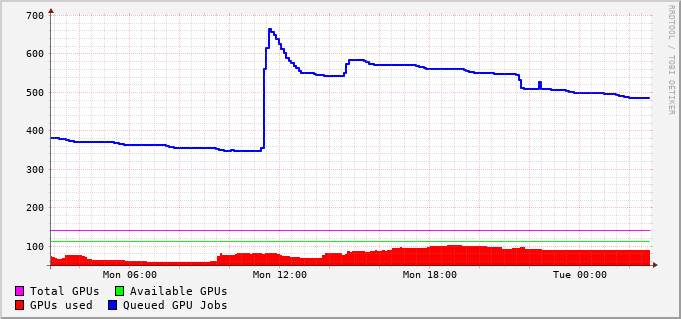 700
600
500
400
300
200
100
Mon 06:00 Mon 12:00 Mon 18:00 Tue 00:00
Total GPUs Available GPUs
GPUs used Queued GPU Jobs
RRDTOOL / TOBI OETIKER